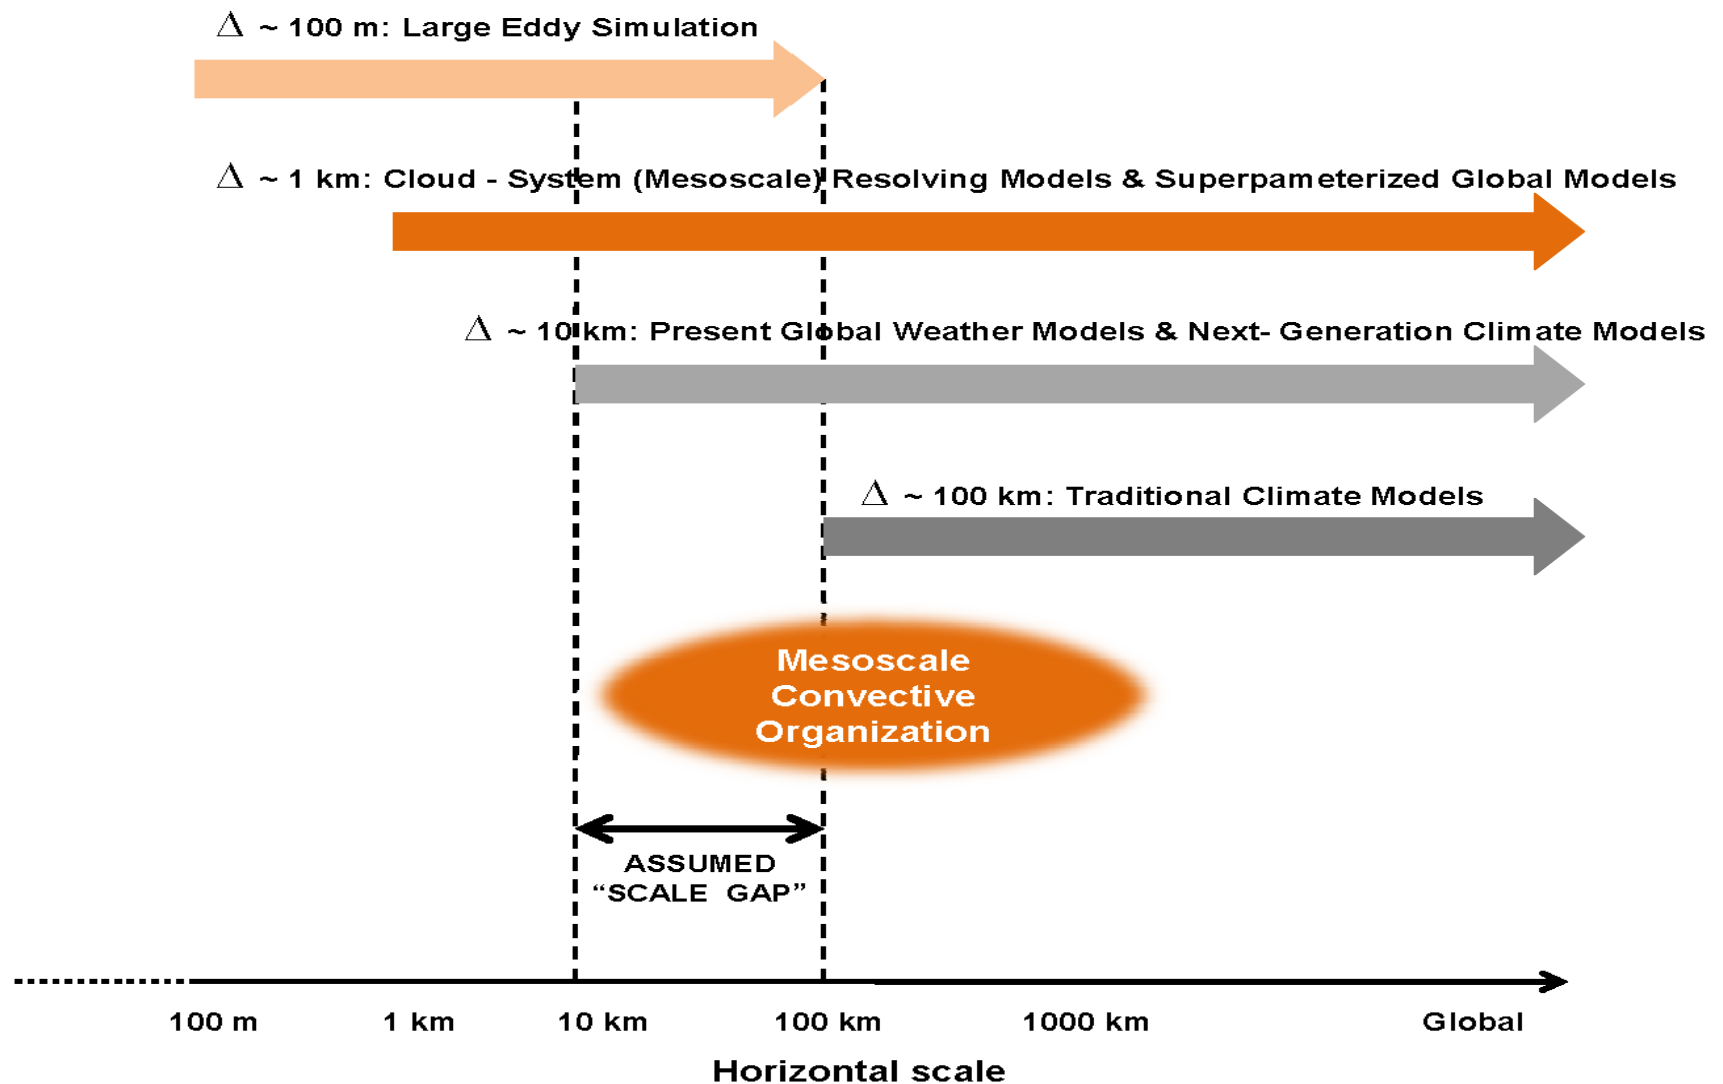 Δ ~ 100 m: Large Eddy Simulation
Δ ~ 1 km: Cloud - System (Mesoscale) Resolving Models & Superpameterized Global Models
Δ ~ 10 km: Present Global Weather Models & Next- Generation Climate Models
Δ ~ 100 km: Traditional Climate Models
Mesoscale
Convective
Organization
ASSUMED
“SCALE GAP”
100 m 1 km 10 km 100 km 1000 km Global
Horizontal scale